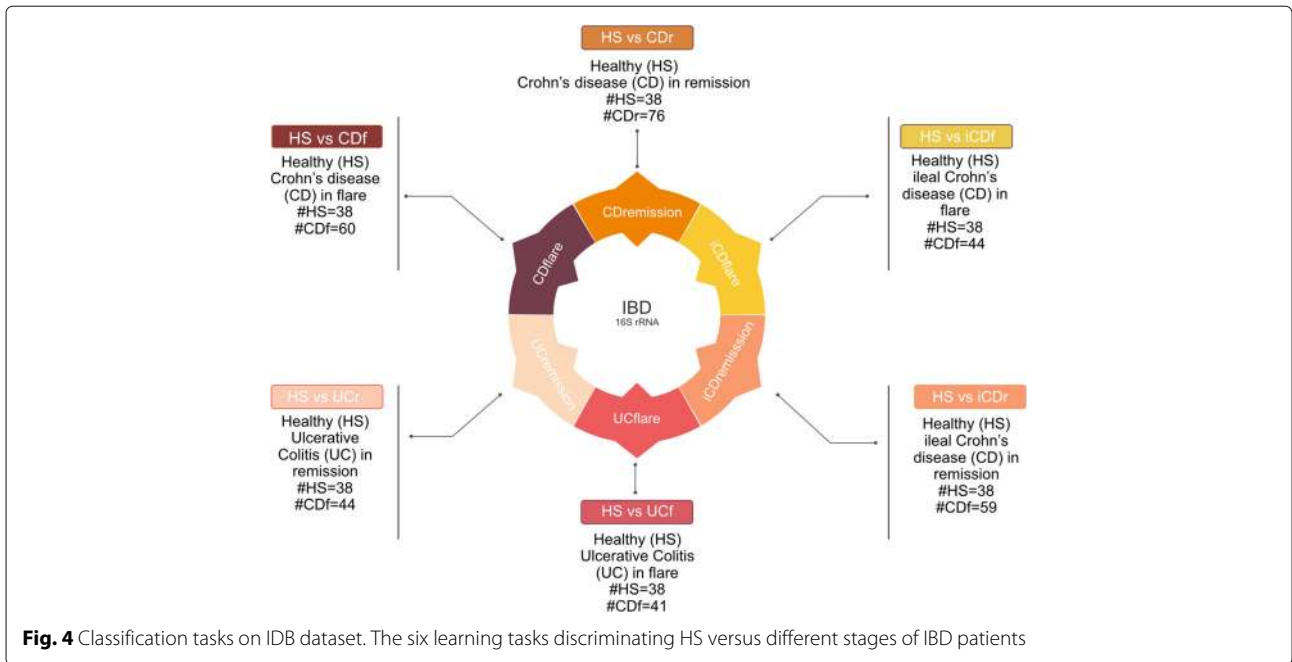 HS vs CDr
Healthy (HS)
Crohn's disease (CD) in remission
#HS=38
#CDr=76
HS vs CDf
Healthy (HS)
Crohn's disease
(CD) in flare
#HS=38
#CDf=60
HS vs iCDf
Healthy (HS)
ileal Crohn's
disease (CD) in
flare
#HS=38
#CDf=44
CDremission
CDflare
iCDflare
IBD
16S rRNA
UCremission
iCDremisssion
UCflare
HS vs UCr
Healthy (HS)
Ulcerative
Colitis (UC) in
remission
#HS=38
#CDf=44
HS vs iCDr
Healthy (HS)
ileal Crohn's
disease (CD) in
remission
#HS=38
#CDf=59
HS vs UCf
Healthy (HS)
Ulcerative Colitis
(UC) in flare
#HS=38
#CDf=41
Fig. 4 Classification tasks on IDB dataset. The six learning tasks discriminating HS versus different stages of IBD patients